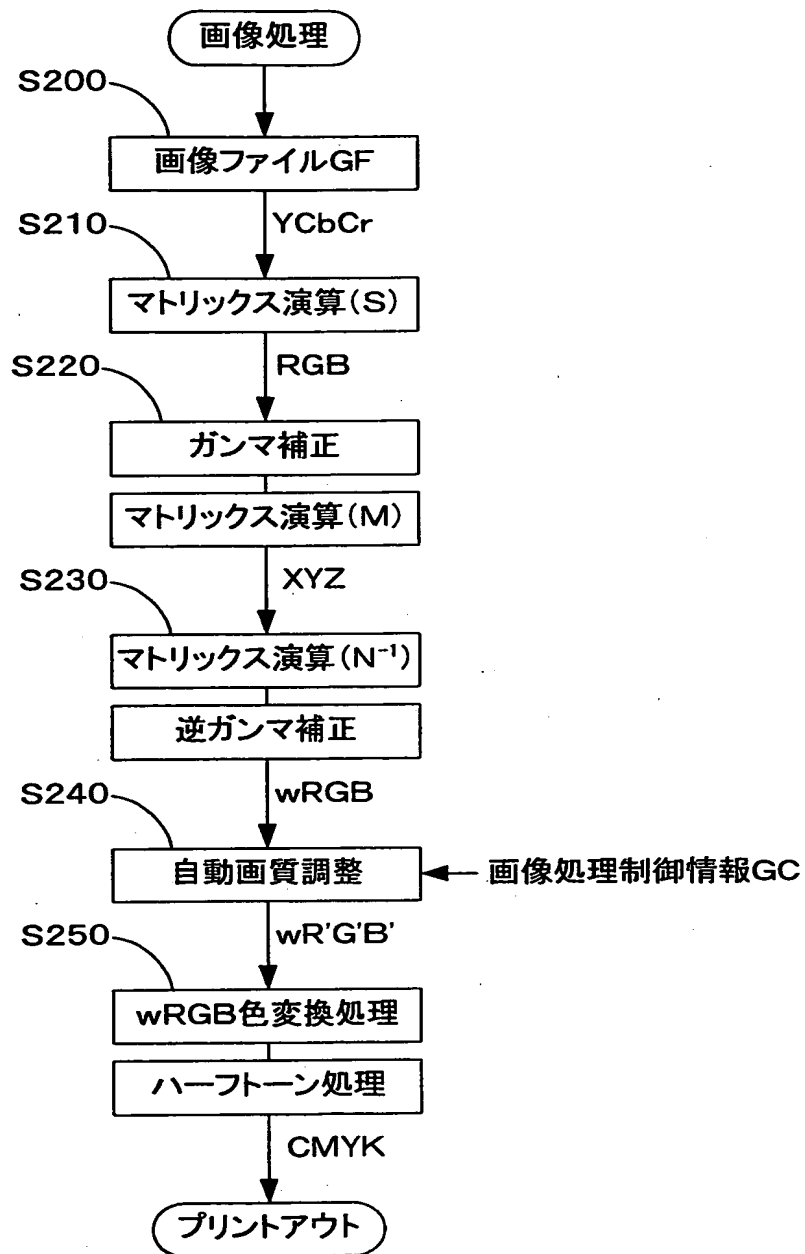 画像処理
S200
画像ファイルGF
YCbCr
S210
マトリックス演算(S)
RGB
S220
ガンマ補正
マトリックス演算(M)
XYZ
S230
マトリックス演算(N⁻¹)
逆ガンマ補正
wRGB
S240
自動画質調整
画像処理制御情報GC
wR'G'B'
S250
wRGB色変換処理
ハーフトーン処理
CMYK
プリントアウト